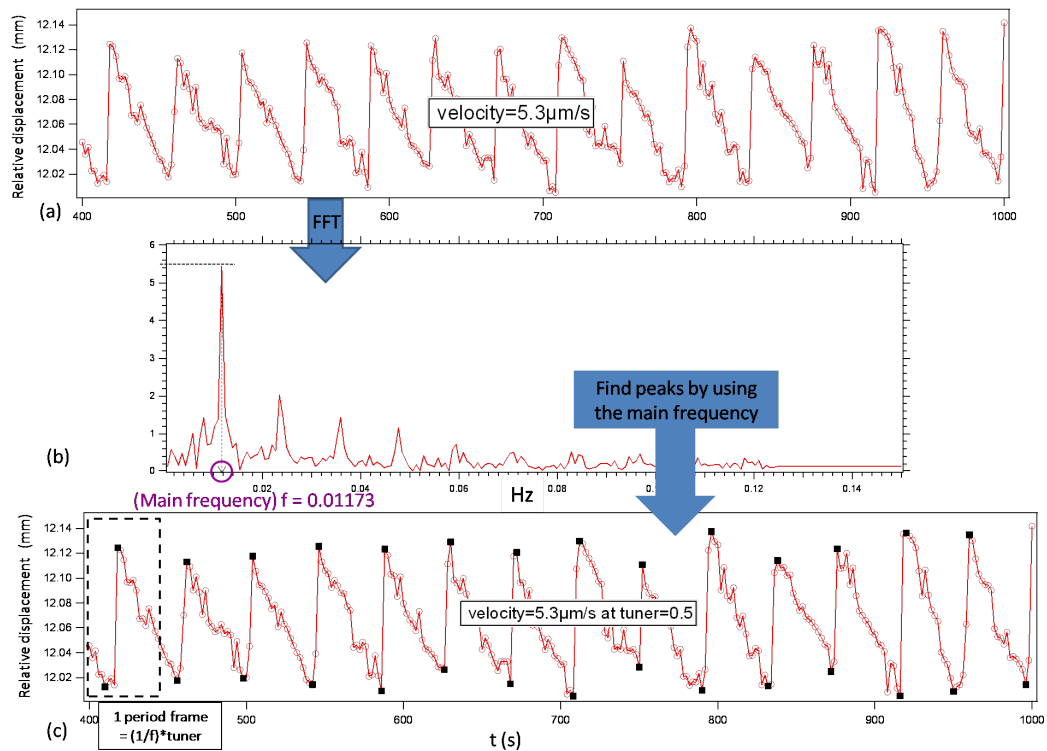 Relative displacement (mm)
12.14
12.12
12.10
12.08
12.06
12.04
12.02
velocity=5.3µm/s
(a)
400 500 600 700 800 900 1000
FFT
6
5
4
3
2
1
0
Find peaks by using
the main frequency
(b)
0.02 0.04 0.06 0.08 0.10 0.12 0.14
(Main frequency) f = 0.01173
Hz
Relative displacement (mm)
12.14
12.12
12.10
12.08
12.06
12.04
12.02
velocity=5.3µm/s at tuner=0.5
400 500 600 700 800 900 1000
(c)
1 period frame
= (1/f)*tuner
t (s)